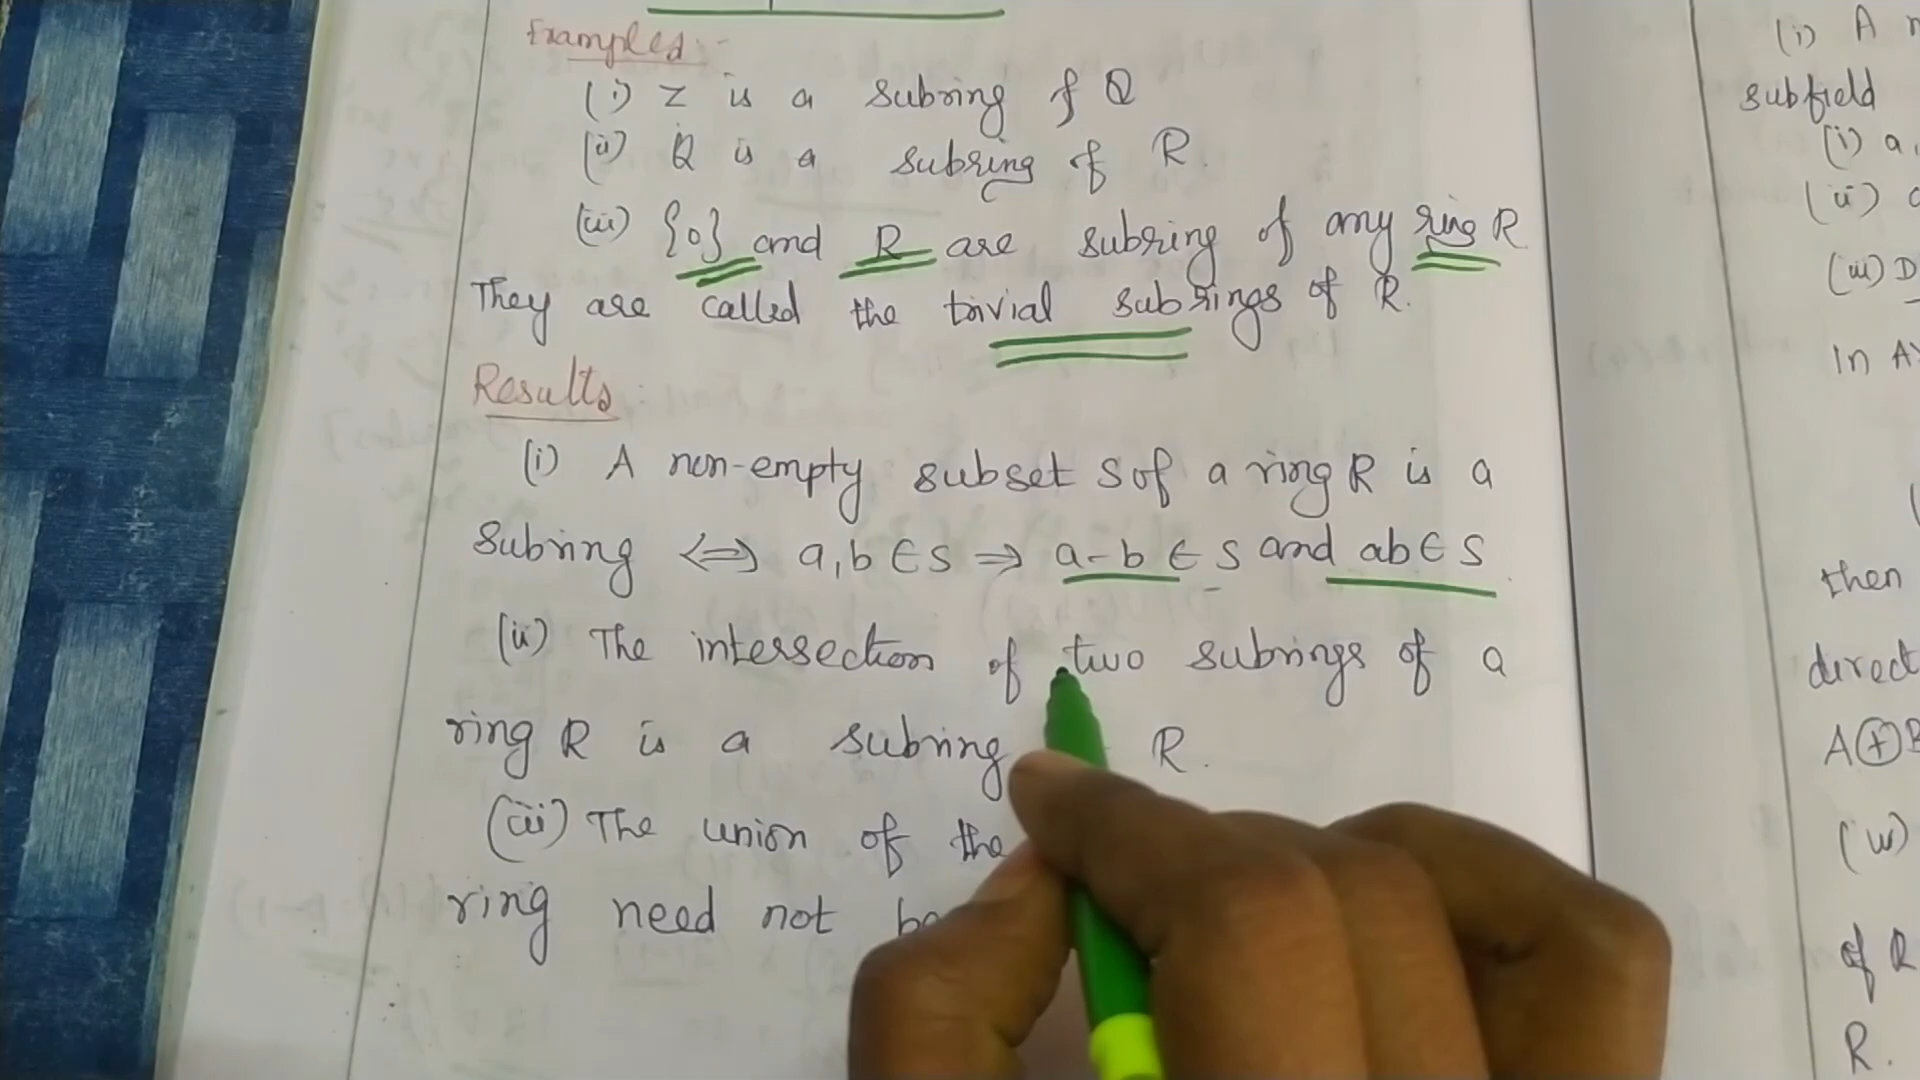 Examples:-
(i) Z is a subring of Q
(ii) Q is a subring of R.
(iii) {0} and R are subring of any ring R
They are called the trivial subrings of R.
Results:
(i) A non-empty subset S of a ring R is a
subring ⟺ a,b ∈ S ⇒ a-b ∈ S and ab ∈ S.
(ii) The intersection of two subrings of a
ring R is a subring R.
(iii) The union of the
ring need not be
(i) A
subfield
(i) a,
(ii)
(iii) D
In
then
direct
A⊕B
(iv)
of R
R.